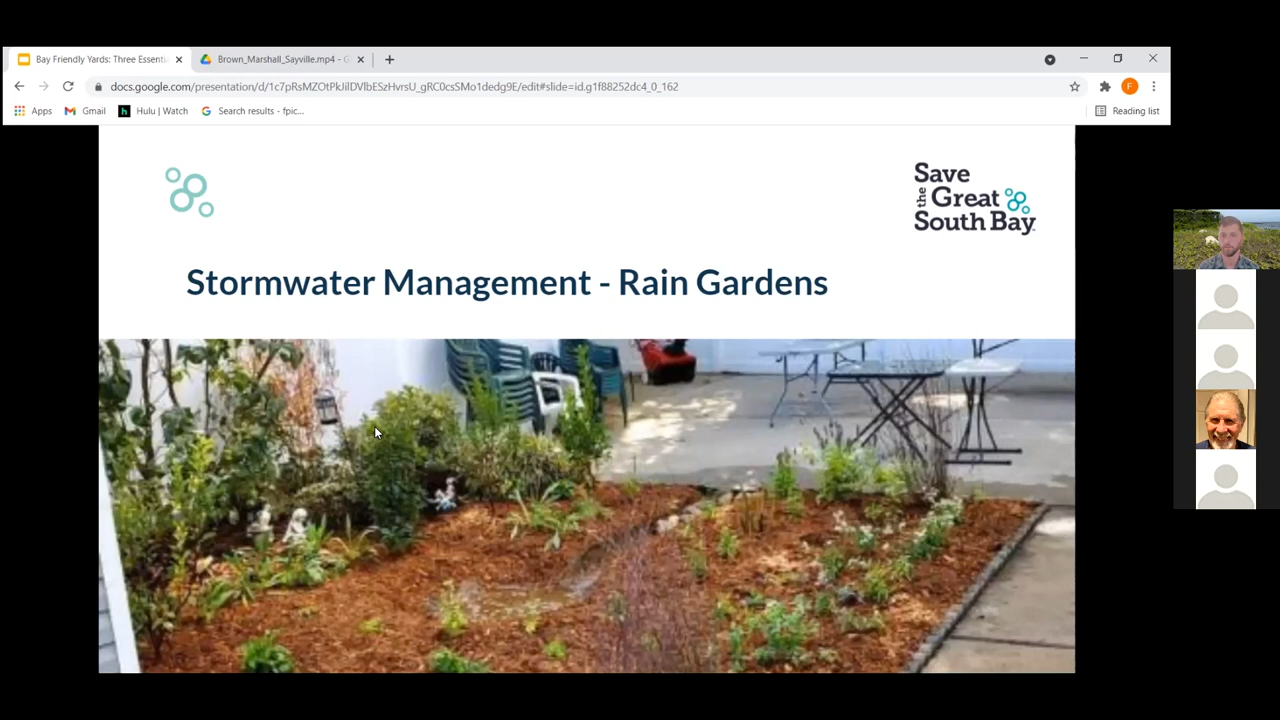 Bay Friendly Yards: Three Essenti
Brown_Marshall_Sayville.mp4 - G
docs.google.com/presentation/d/1c7pRsMZOtPkJilDVlbESzHvrsU_gRC0csSMo1dedg9E/edit#slide=id.g1f88252dc4_0_162
F
Apps
Gmail
h
Hulu | Watch
Search results - fpic...
Reading list
Save
the Great
South Bay
Stormwater Management - Rain Gardens